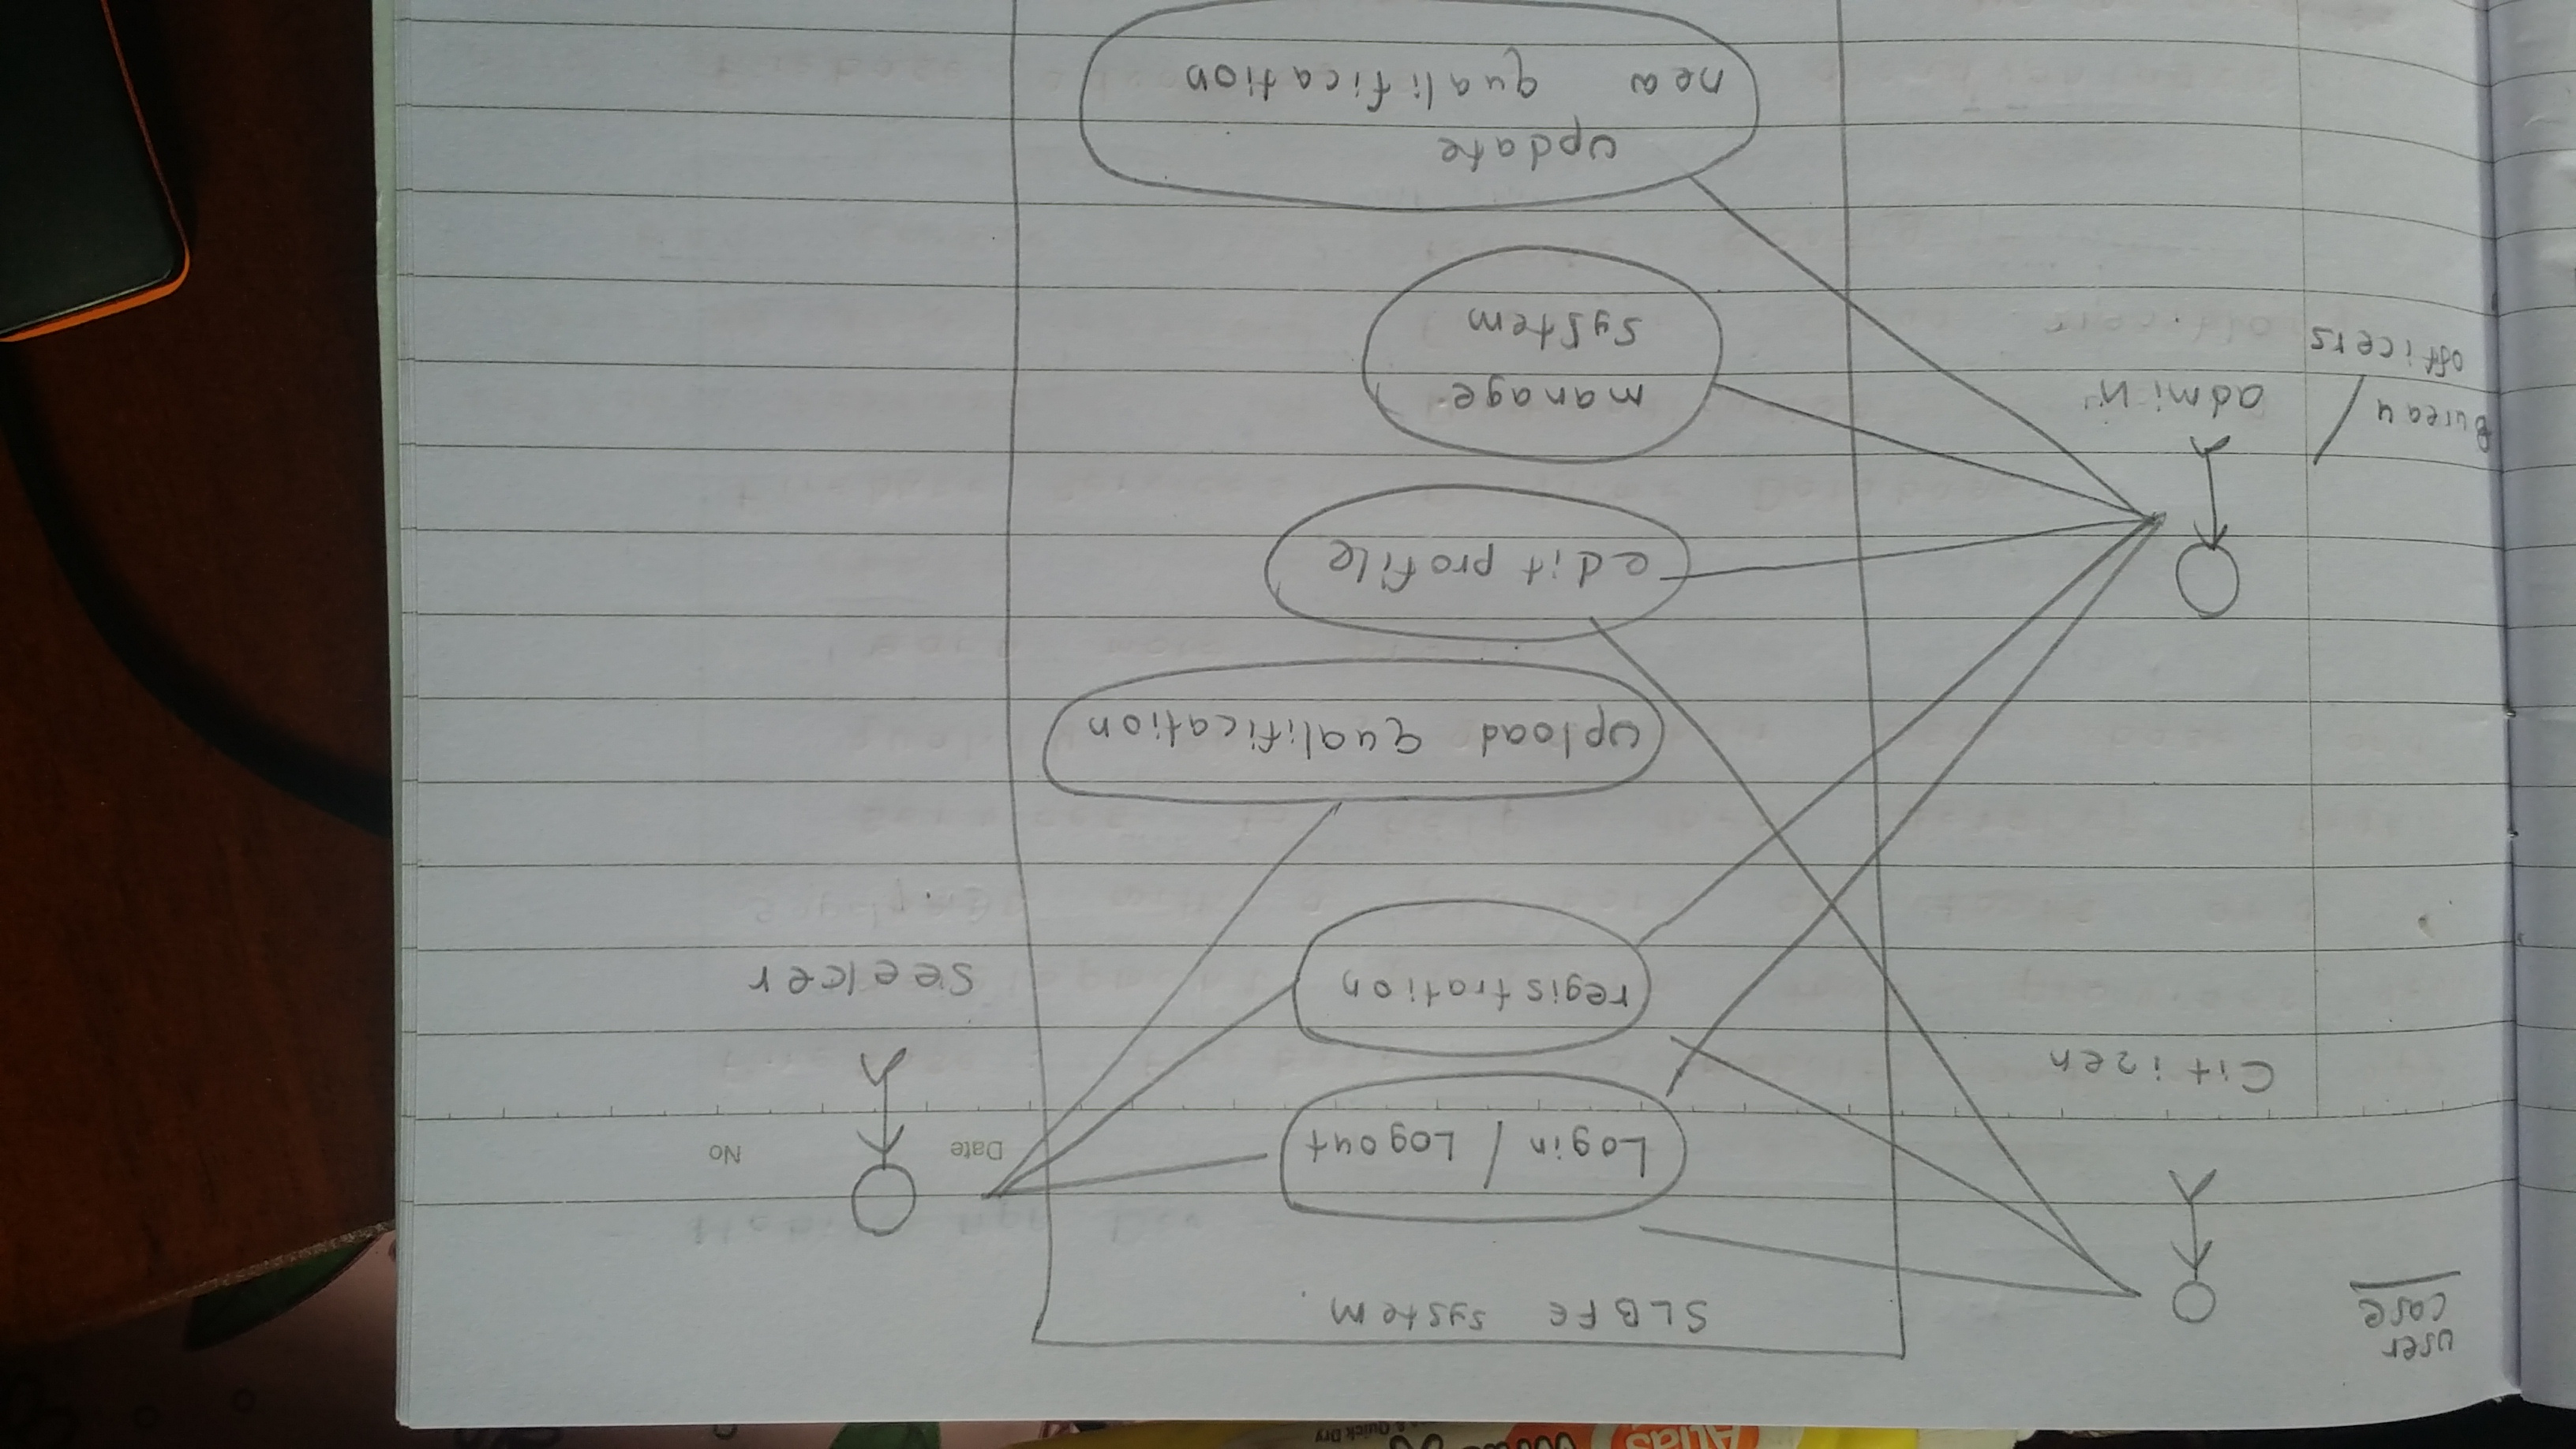 Atlas
& Quick Dry
user
case
SLBFE system.
Login / Logout
Date
No
Citizen
registration
seeker
upload qualification
edit profile
Bureau /
officers
admin
manage
system
update
new qualification